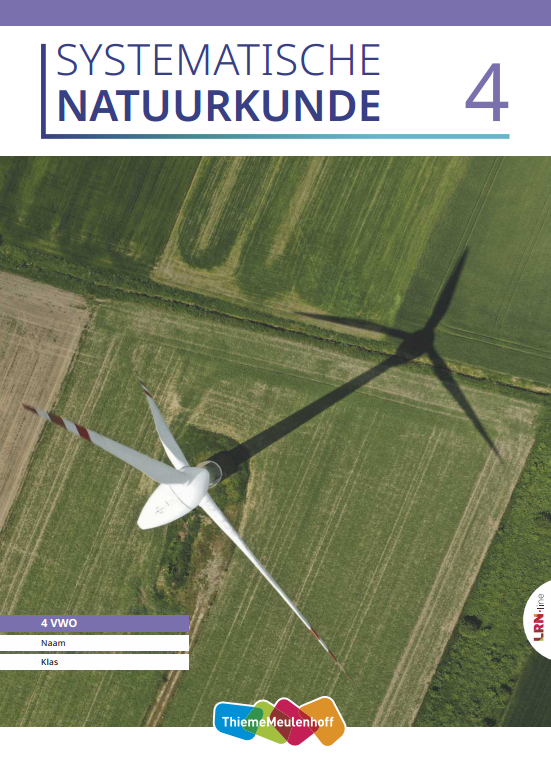 SYSTEMATISCHE
NATUURKUNDE
4
4 VWO
Naam
Klas
LRN-line
ThiemeMeulenhoff